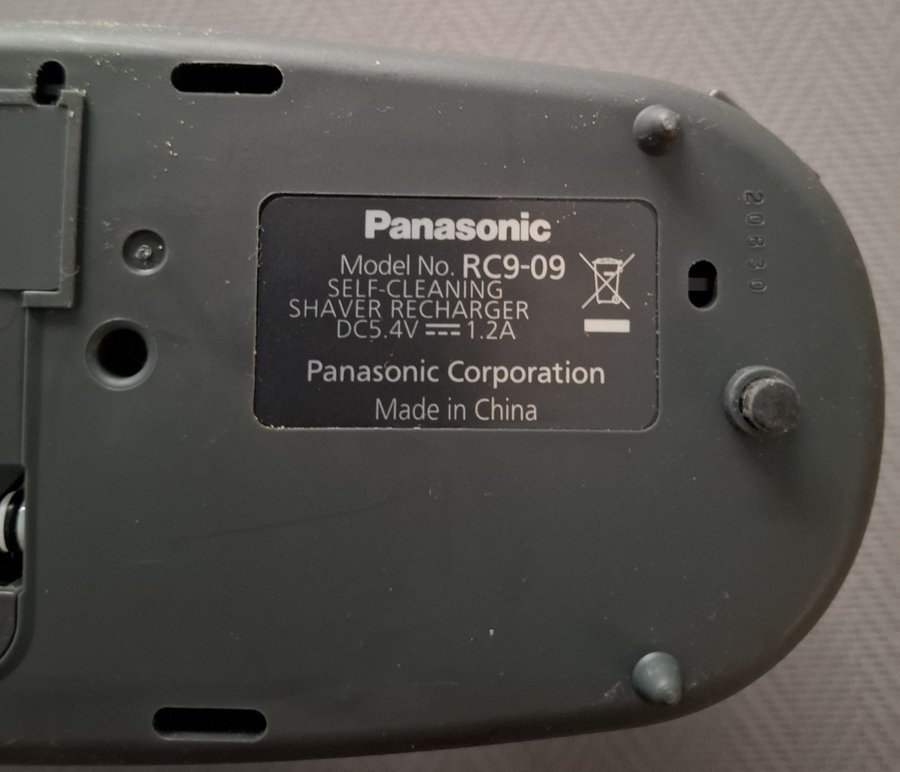 Panasonic
Model No. RC9-09
SELF-CLEANING
SHAVER RECHARGER
DC5.4V ⎓ 1.2A
Panasonic Corporation
Made in China
20830